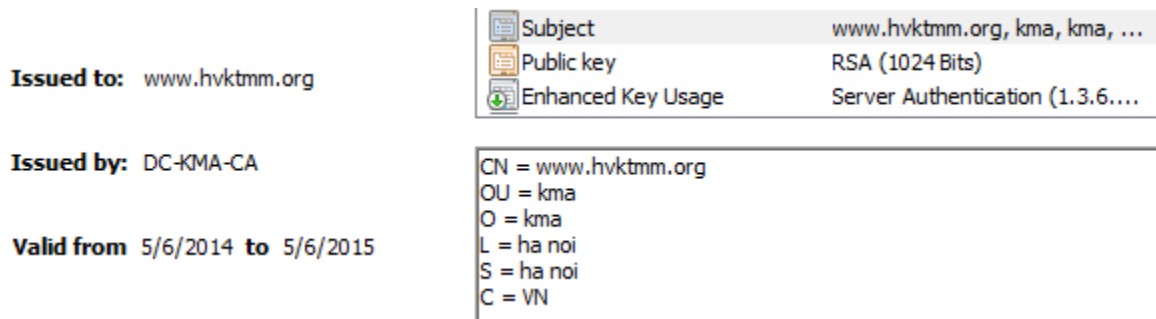 Issued to: www.hvktmm.org
Issued by: DC-KMA-CA
Valid from 5/6/2014 to 5/6/2015
Subject www.hvktmm.org, kma, kma, ...
Public key RSA (1024 Bits)
Enhanced Key Usage Server Authentication (1.3.6....
CN = www.hvktmm.org
OU = kma
O = kma
L = ha noi
S = ha noi
C = VN